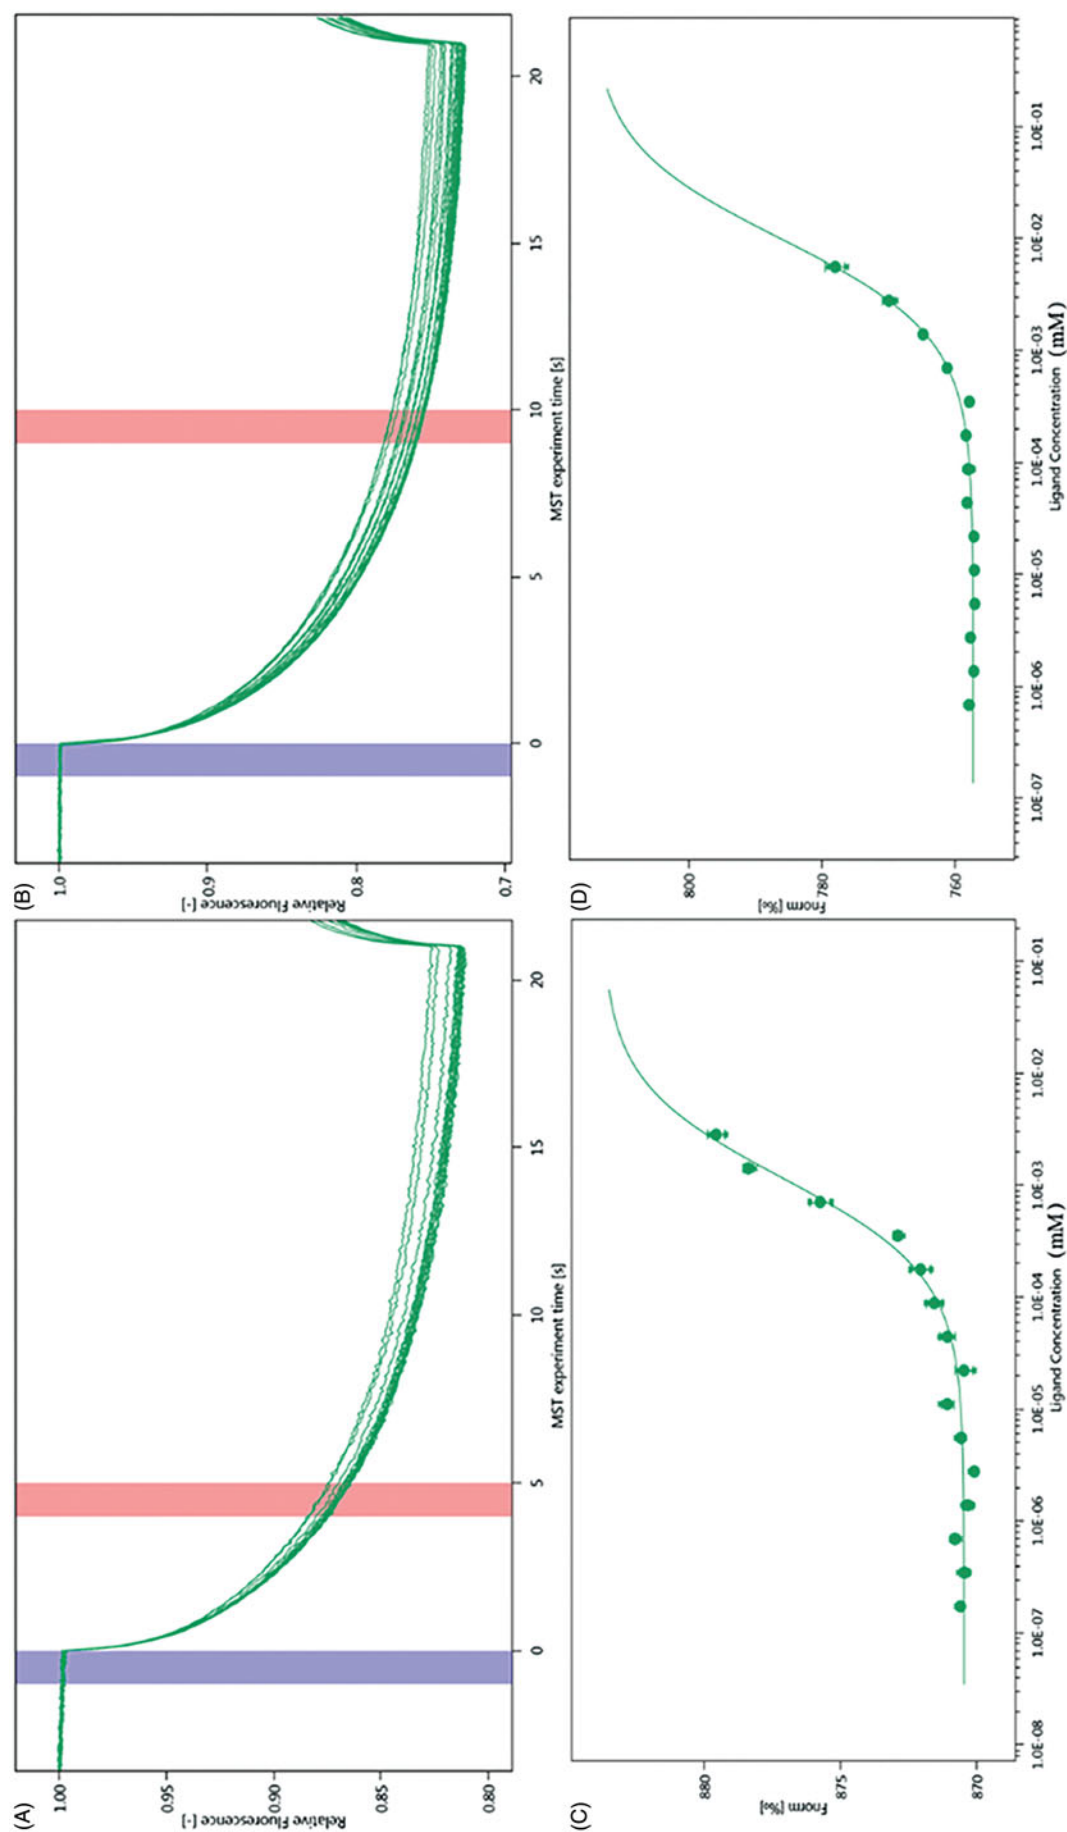 (A)
Relative Fluorescence [-]
1.00
0.95
0.90
0.85
0.80
0
5
10
15
20
MST experiment time [s]
(B)
Relative Fluorescence [-]
1.0
0.9
0.8
0.7
0
5
10
15
20
MST experiment time [s]
(C)
Fnorm [‰]
880
875
870
1.0E-08
1.0E-07
1.0E-06
1.0E-05
1.0E-04
1.0E-03
1.0E-02
1.0E-01
Ligand Concentration (mM)
(D)
Fnorm [‰]
800
780
760
1.0E-07
1.0E-06
1.0E-05
1.0E-04
1.0E-03
1.0E-02
1.0E-01
Ligand Concentration (mM)